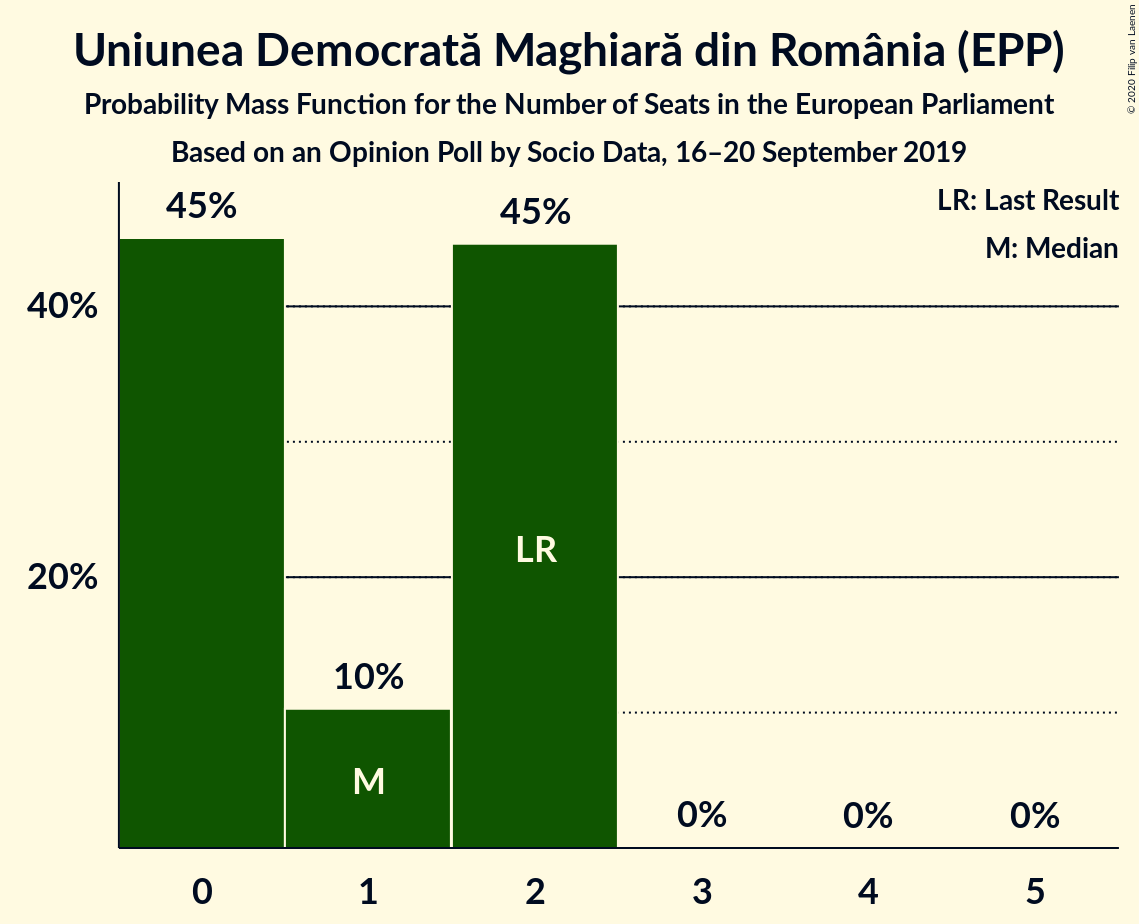 Uniunea Democrată Maghiară din România (EPP)
Probability Mass Function for the Number of Seats in the European Parliament
Based on an Opinion Poll by Socio Data, 16–20 September 2019
© 2020 Filip van Laenen
LR: Last Result
M: Median
45%
45%
40%
LR
20%
10%
M
0%
0%
0%
0
1
2
3
4
5